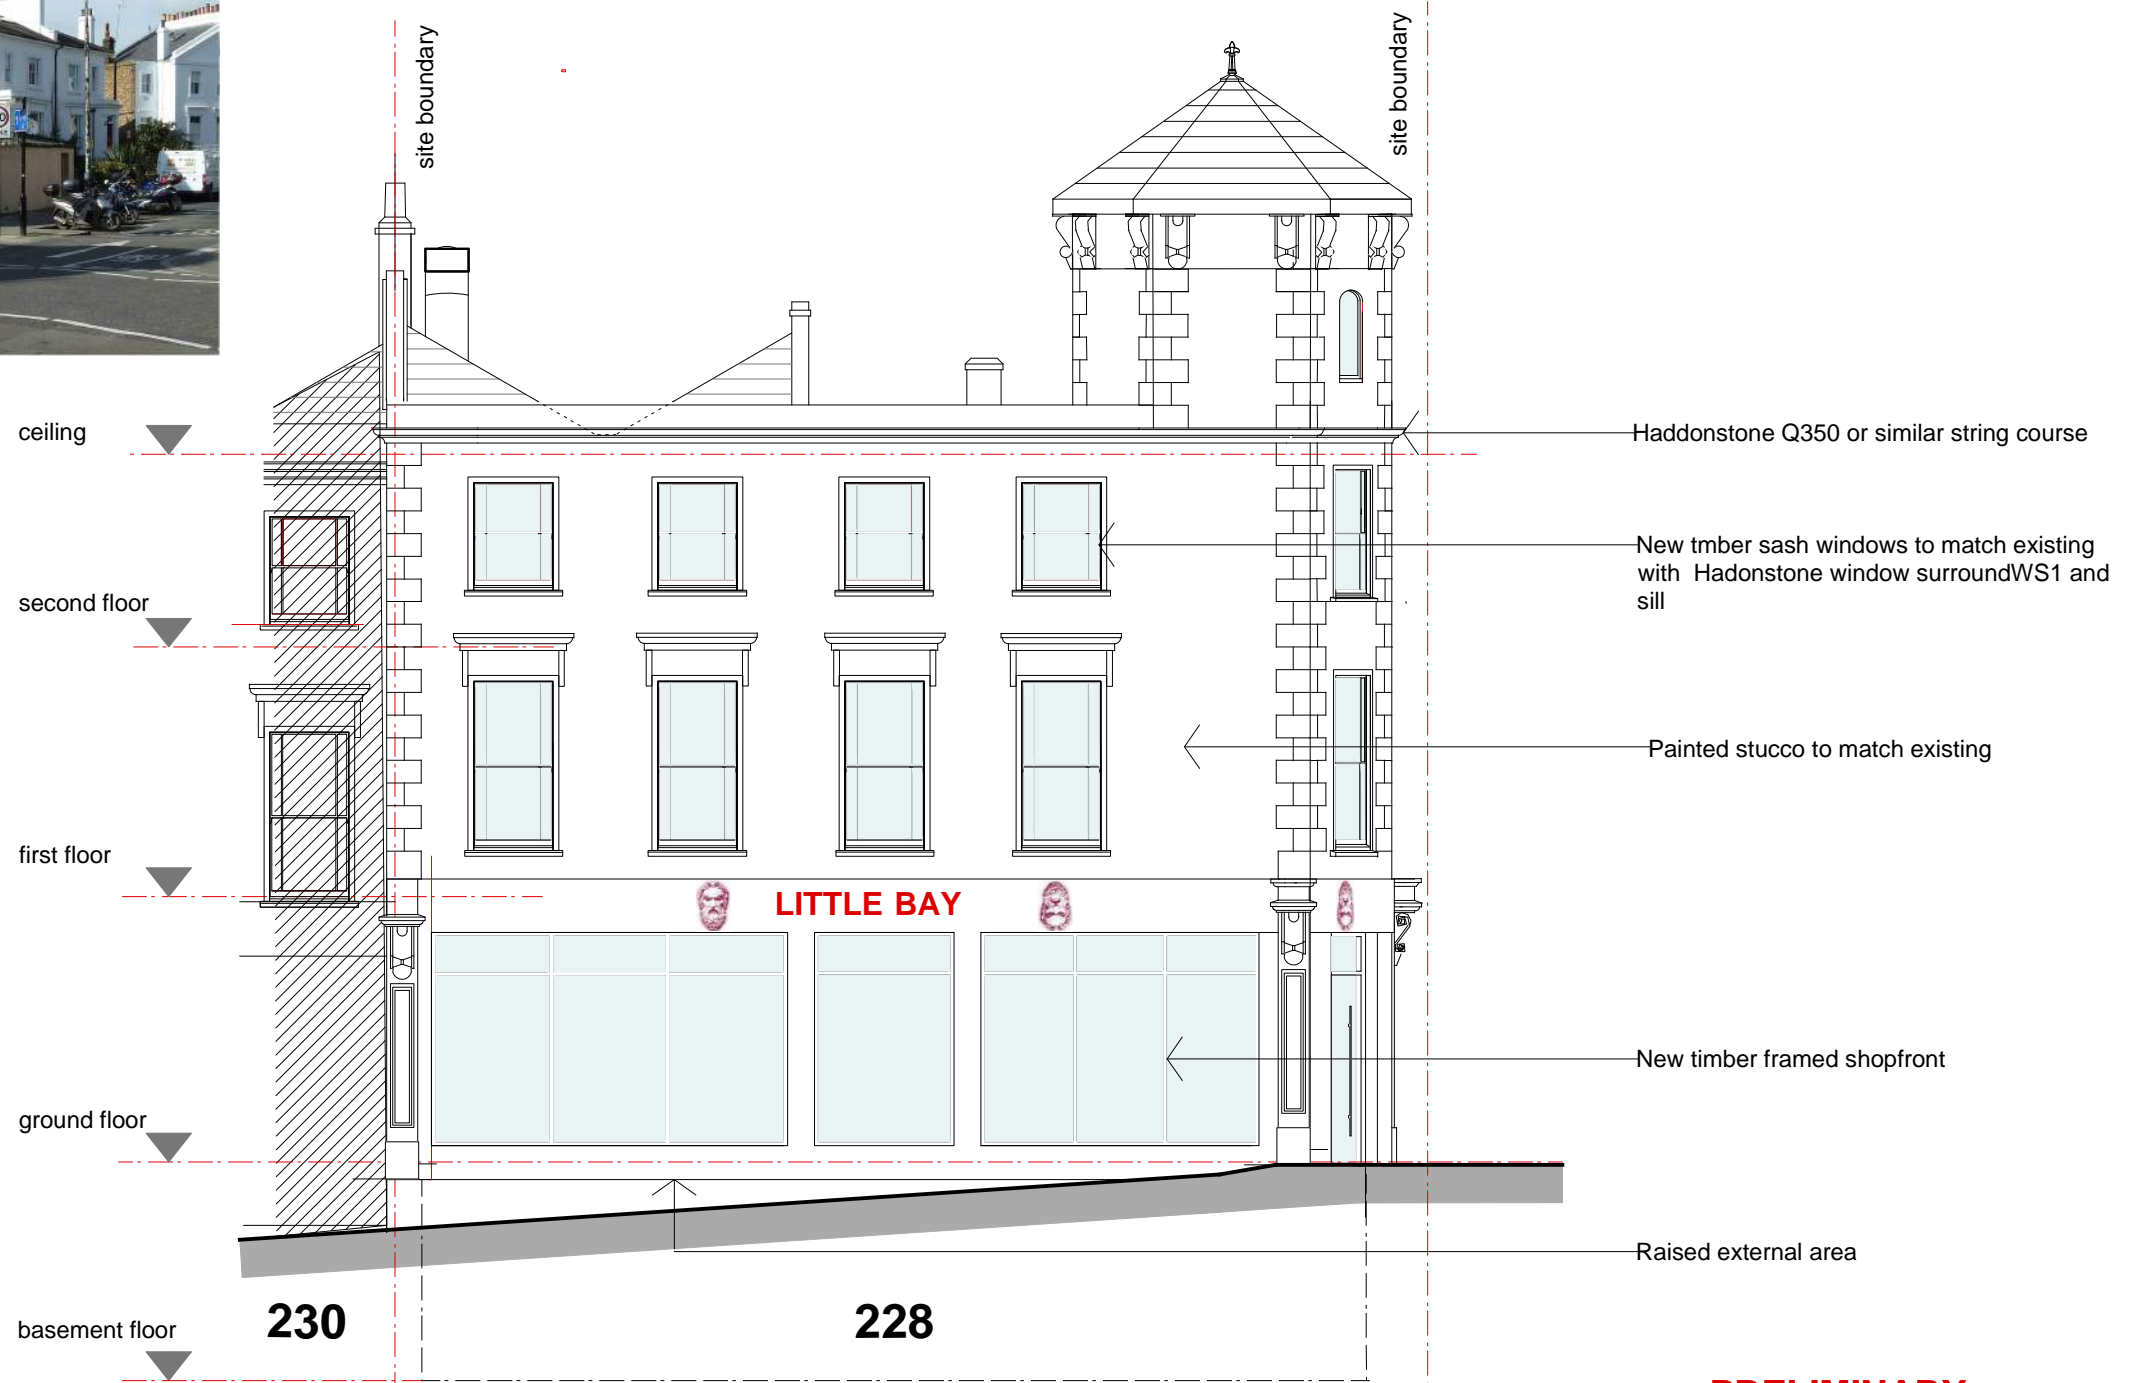 site boundary
site boundary
ceiling
Haddonstone Q350 or similar string course
New tmber sash windows to match existing
with Hadonstone window surroundWS1 and
sill
second floor
Painted stucco to match existing
first floor
LITTLE BAY
New timber framed shopfront
ground floor
Raised external area
230
228
basement floor
PRELIMINARY